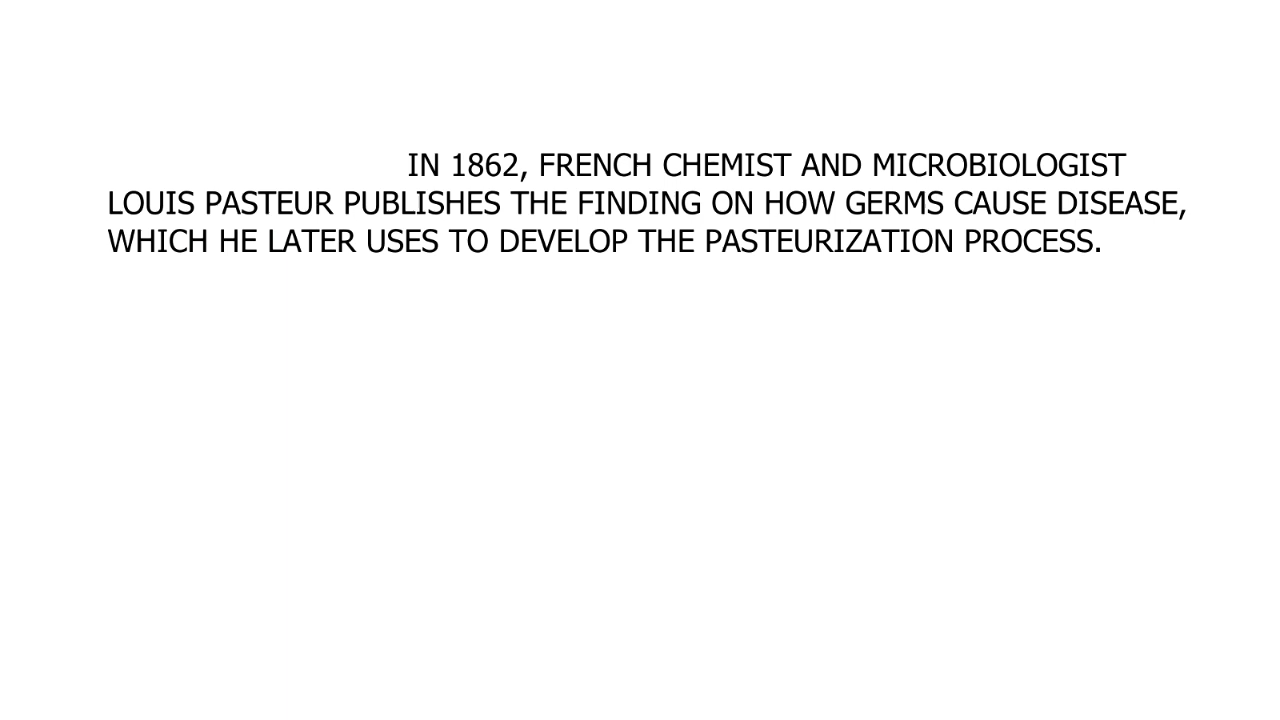 IN 1862, FRENCH CHEMIST AND MICROBIOLOGIST
LOUIS PASTEUR PUBLISHES THE FINDING ON HOW GERMS CAUSE DISEASE,
WHICH HE LATER USES TO DEVELOP THE PASTEURIZATION PROCESS.